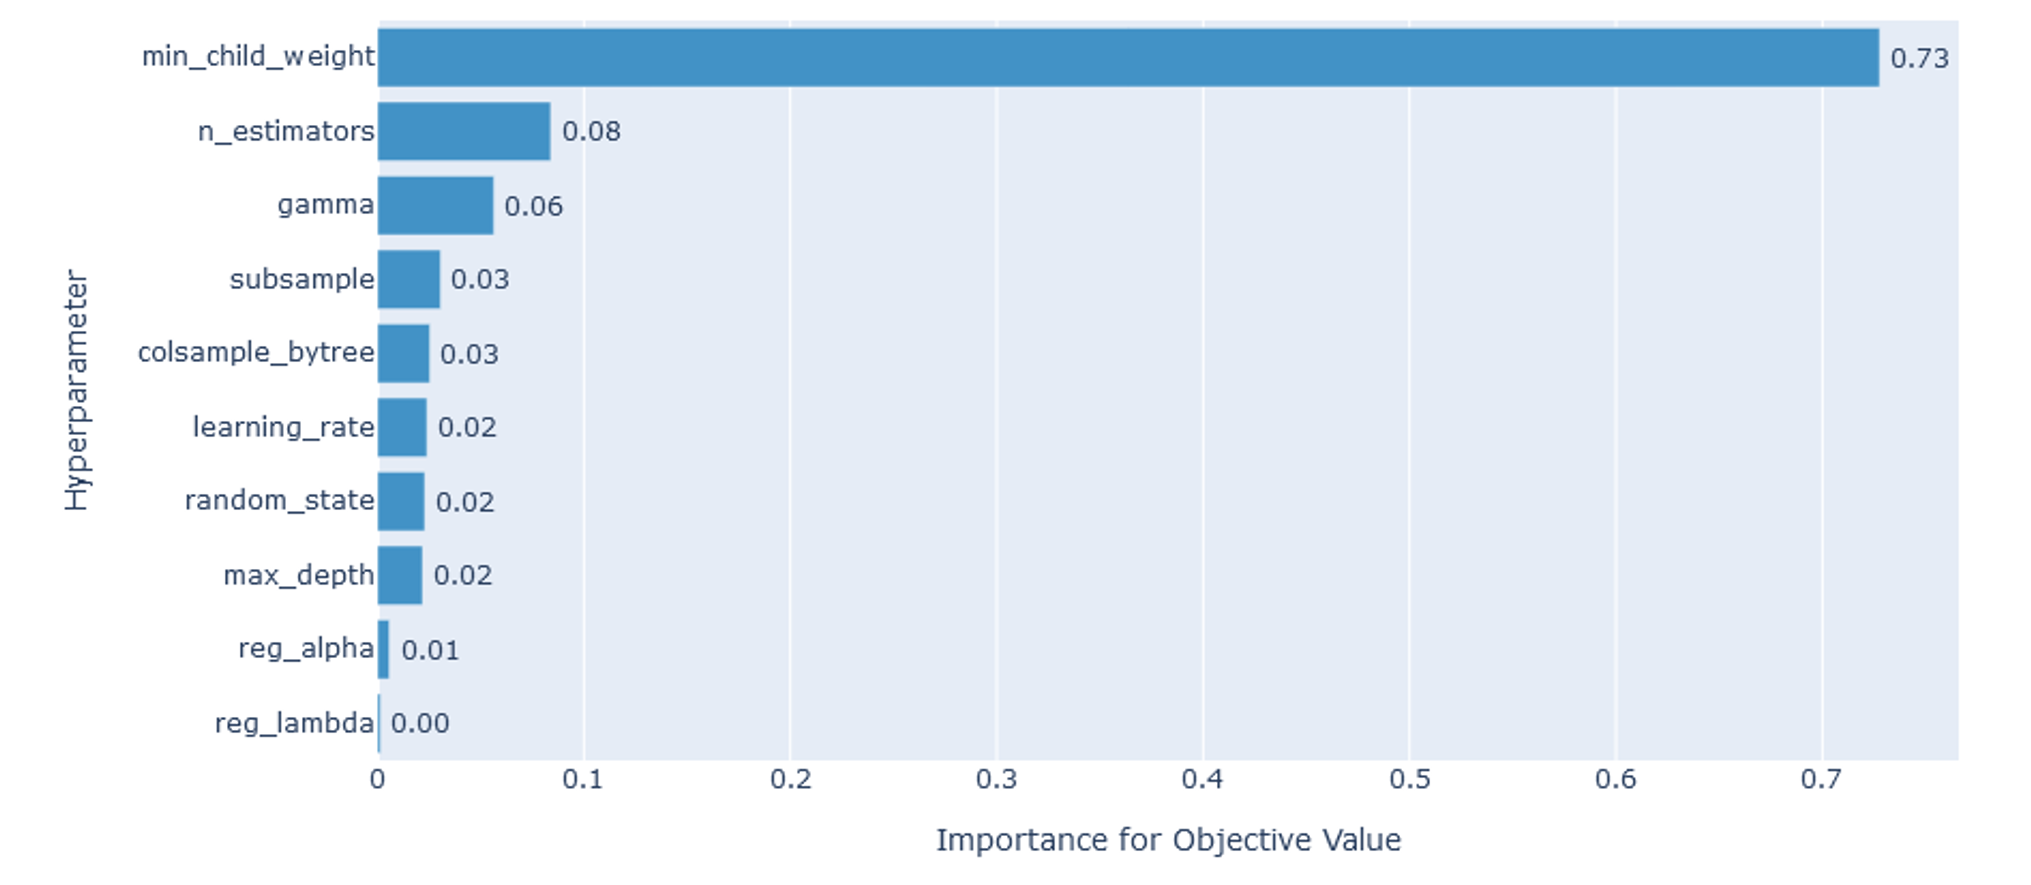 min_child_weight 0.73
n_estimators 0.08
gamma 0.06
subsample 0.03
colsample_bytree 0.03
learning_rate 0.02
random_state 0.02
max_depth 0.02
reg_alpha 0.01
reg_lambda 0.00
Hyperparameter
0 0.1 0.2 0.3 0.4 0.5 0.6 0.7
Importance for Objective Value